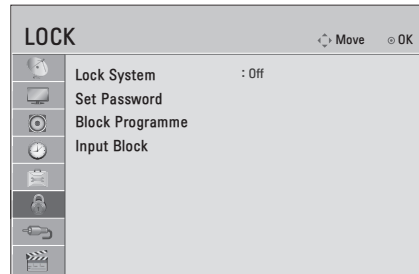 LOCK
Move
OK
Lock System : Off
Set Password
Block Programme
Input Block